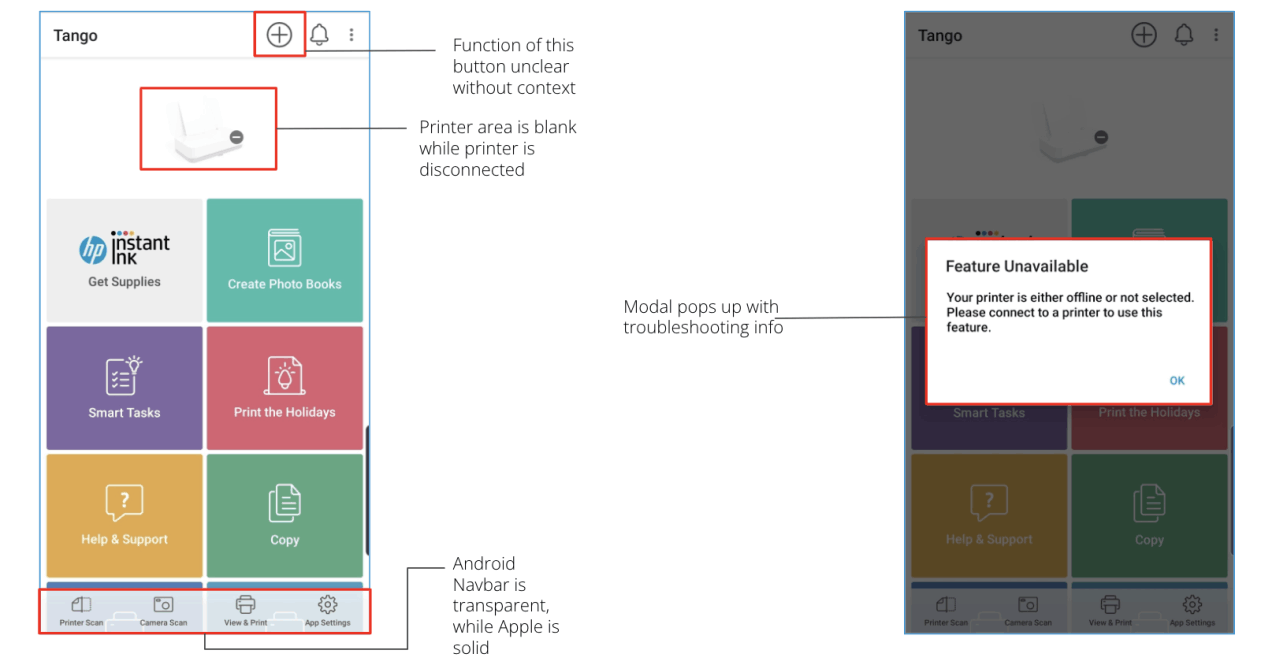 Tango
Function of this
button unclear
without context
Printer area is blank
while printer is
disconnected
hp instant
ınk
Get Supplies
Create Photo Books
Smart Tasks
Print the Holidays
Help & Support
Copy
Android
Navbar is
transparent,
while Apple is
solid
Printer Scan
Camera Scan
View & Print
App Settings
Modal pops up with
troubleshooting info
Tango
Feature Unavailable
Your printer is either offline or not selected.
Please connect to a printer to use this
feature.
OK
Smart Tasks
Print the Holidays
Help & Support
Copy
Printer Scan
Camera Scan
View & Print
App Settings